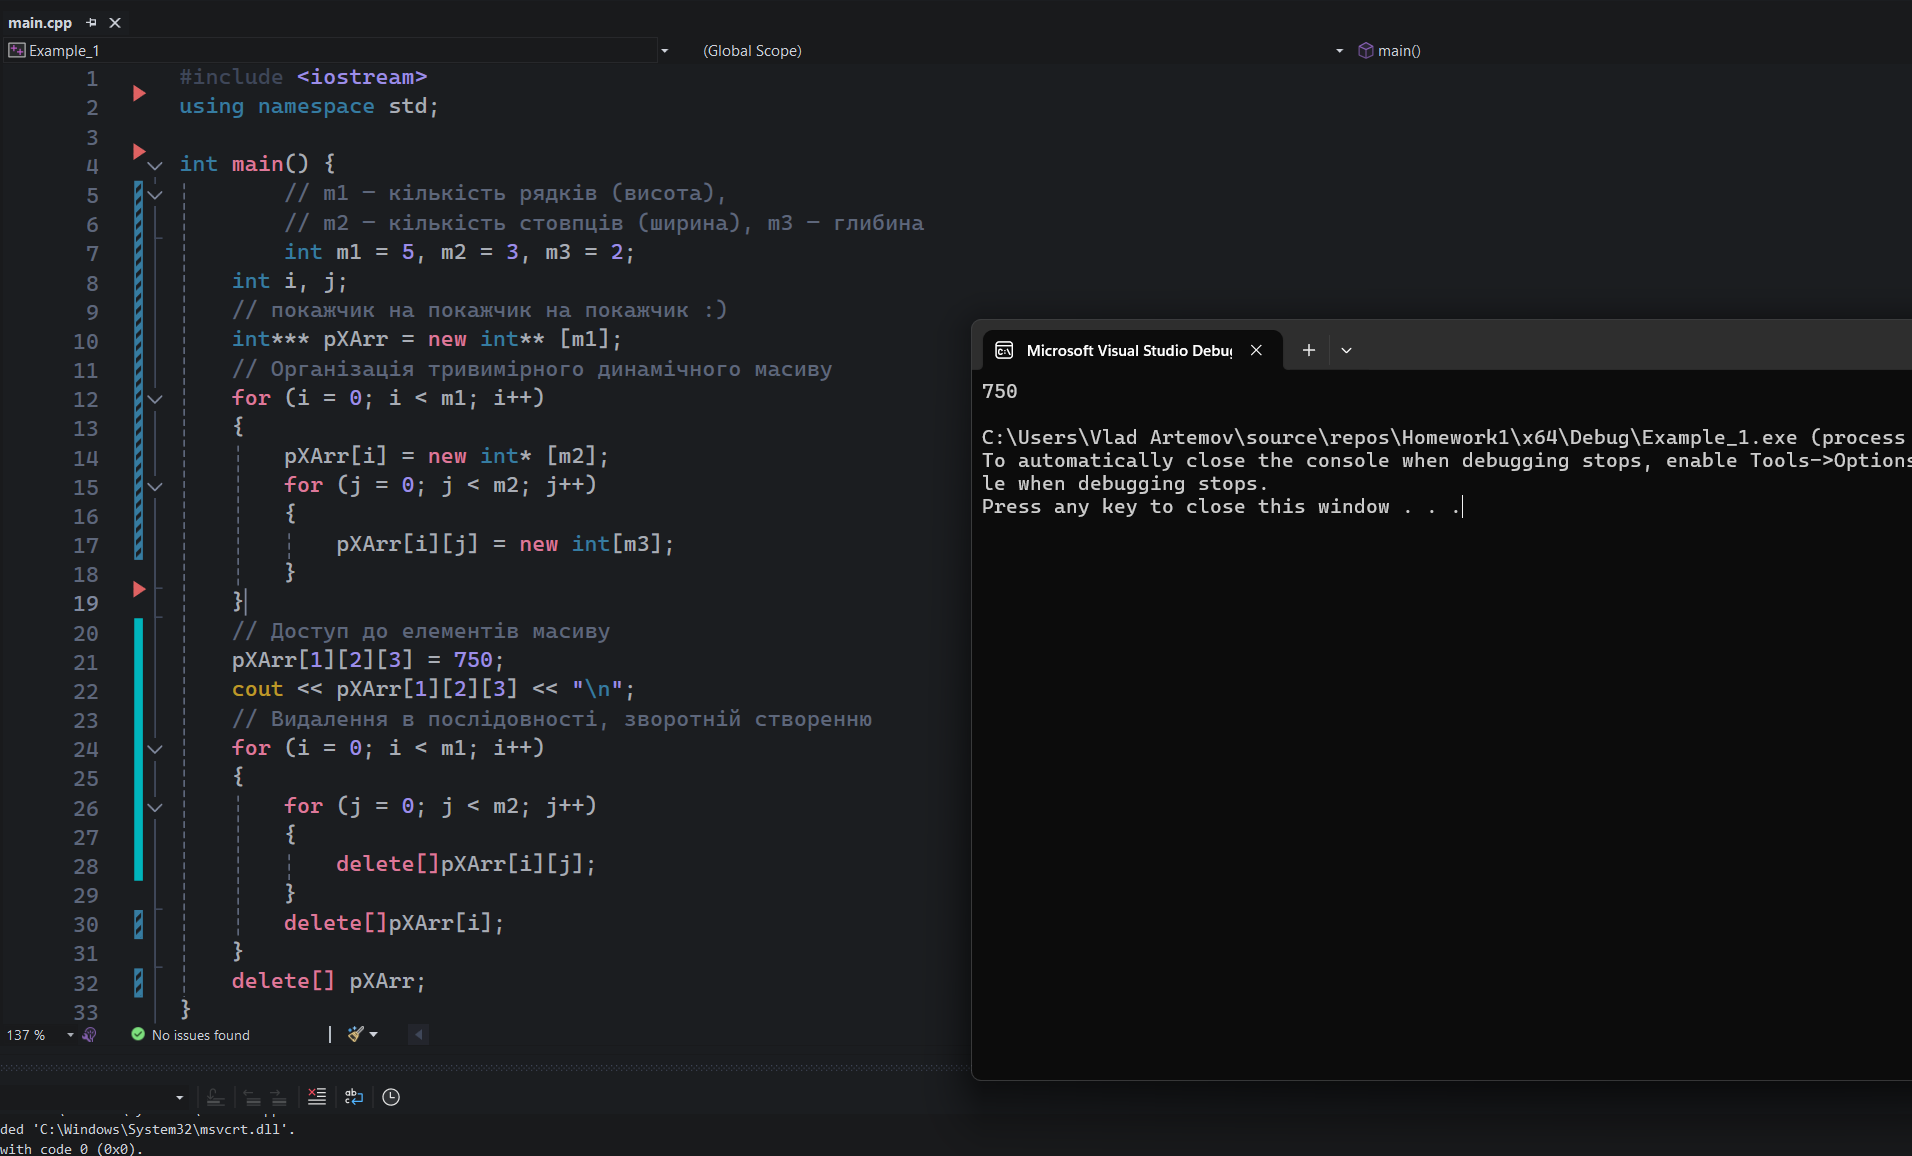 main.cpp
Example_1
(Global Scope)
main()
1 #include <iostream>
2 using namespace std;
3
4 int main() {
5 // m1 — кількість рядків (висота),
6 // m2 — кількість стовпців (ширина), m3 — глибина
7 int m1 = 5, m2 = 3, m3 = 2;
8 int i, j;
9 // покажчик на покажчик на покажчик :)
10 int*** pXArr = new int** [m1];
11 // Організація тривимірного динамічного масиву
12 for (i = 0; i < m1; i++)
13 {
14 pXArr[i] = new int* [m2];
15 for (j = 0; j < m2; j++)
16 {
17 pXArr[i][j] = new int[m3];
18 }
19 }
20 // Доступ до елементів масиву
21 pXArr[1][2][3] = 750;
22 cout << pXArr[1][2][3] << "\n";
23 // Видалення в послідовності, зворотній створенню
24 for (i = 0; i < m1; i++)
25 {
26 for (j = 0; j < m2; j++)
27 {
28 delete[]pXArr[i][j];
29 }
30 delete[]pXArr[i];
31 }
32 delete[] pXArr;
33 }
137 %
No issues found
ded 'C:\Windows\System32\msvcrt.dll'.
with code 0 (0x0).
Microsoft Visual Studio Debug
750
C:\Users\Vlad Artemov\source\repos\Homework1\x64\Debug\Example_1.exe (process
To automatically close the console when debugging stops, enable Tools->Options
le when debugging stops.
Press any key to close this window . . .